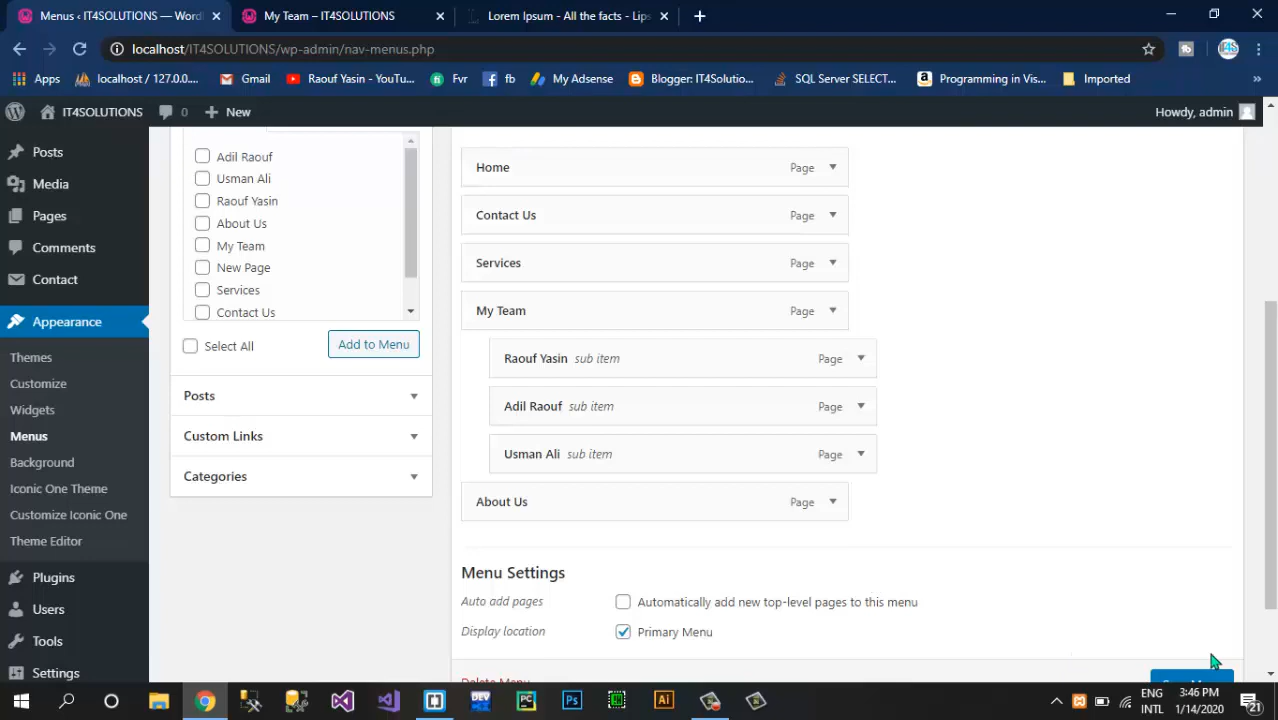 Menus ‹ IT4SOLUTIONS — Word
My Team – IT4SOLUTIONS
Lorem Ipsum - All the facts - Lips
localhost/IT4SOLUTIONS/wp-admin/nav-menus.php
Apps
localhost / 127.0.0...
Gmail
Raouf Yasin - YouTu...
Fvr
fb
My Adsense
Blogger: IT4Solutio...
SQL Server SELECT...
Programming in Vis...
Imported
»
IT4SOLUTIONS
0
New
Howdy, admin
Posts
Media
Pages
Comments
Contact
Appearance
Themes
Customize
Widgets
Menus
Background
Iconic One Theme
Customize Iconic One
Theme Editor
Plugins
Users
Tools
Settings
Adil Raouf
Usman Ali
Raouf Yasin
About Us
My Team
New Page
Services
Contact Us
Select All
Add to Menu
Posts
Custom Links
Categories
Home Page
Contact Us Page
Services Page
My Team Page
Raouf Yasin sub item Page
Adil Raouf sub item Page
Usman Ali sub item Page
About Us Page
Menu Settings
Auto add pages
Automatically add new top-level pages to this menu
Display location
Primary Menu
Delete Menu
ENG
INTL
3:46 PM
1/14/2020
21